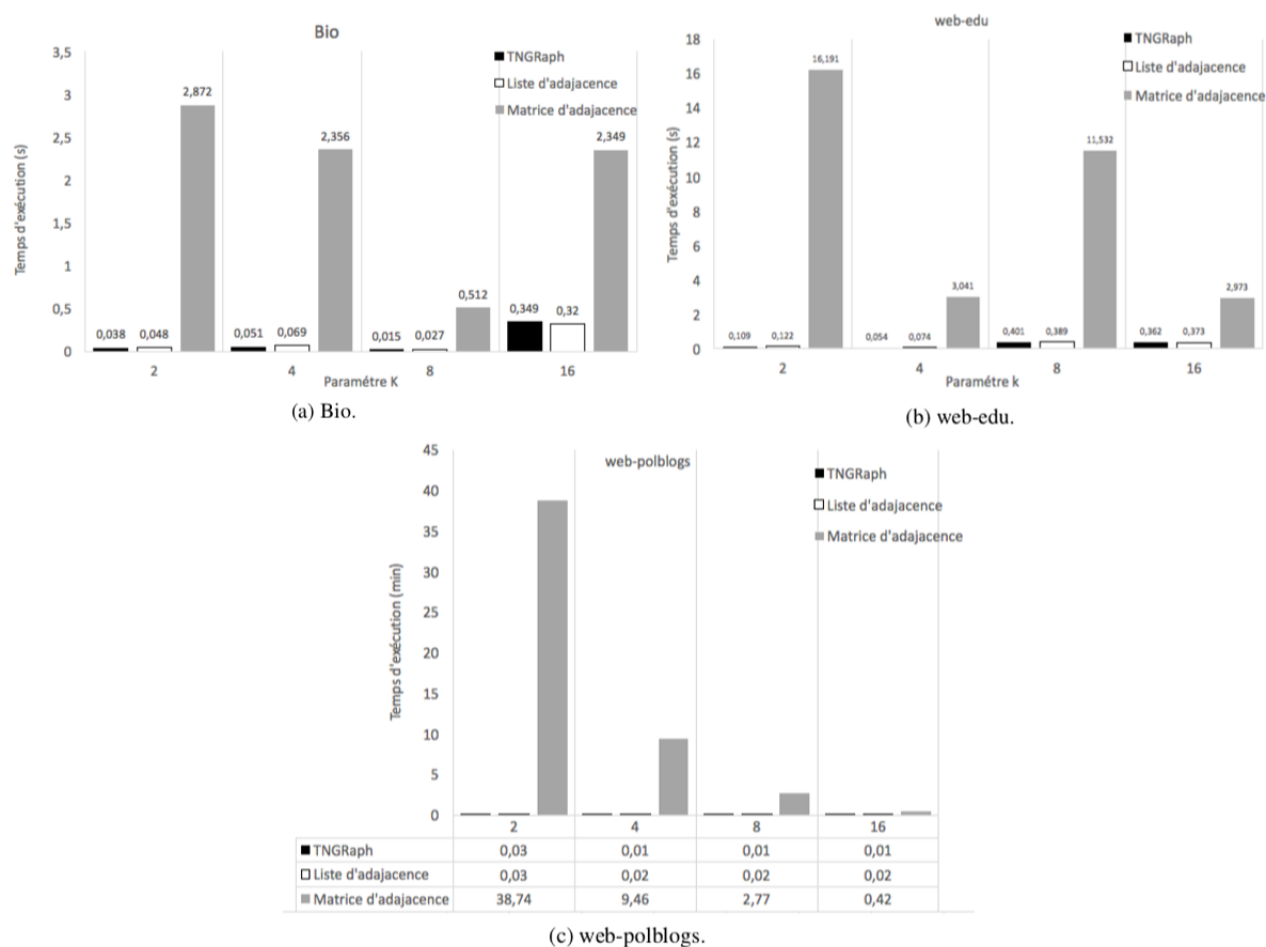 Bio
3,5
3
2,5
2
1,5
1
0,5
0
Temps d'exécution (s)
TNGRaph
Liste d'adajacence
Matrice d'adajacence
0,038 0,048 2,872
0,051 0,069 2,356
0,015 0,027 0,512
0,349 0,32 2,349
2 4 8 16
Paramétre K
(a) Bio.
web-edu
18
16
14
12
10
8
6
4
2
0
Temps d'exécution (s)
TNGRaph
Liste d'adajacence
Matrice d'adajacence
0,109 0,122 16,191
0,054 0,074 3,041
0,401 0,389 11,532
0,362 0,373 2,973
2 4 8 16
Paramétre k
(b) web-edu.
web-polblogs
45
40
35
30
25
20
15
10
5
0
Temps d'exécution (min)
TNGRaph
Liste d'adajacence
Matrice d'adajacence
2 4 8 16
TNGRaph 0,03 0,01 0,01 0,01
Liste d'adajacence 0,03 0,02 0,02 0,02
Matrice d'adajacence 38,74 9,46 2,77 0,42
(c) web-polblogs.